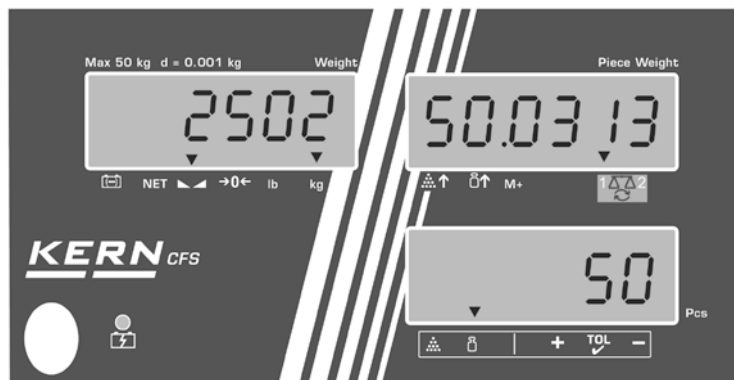 Max 50 kg d = 0.001 kg Weight
Piece Weight
2502
50.0313
NET →0← lb kg
M+
1 2
KERN CFS
50
Pcs
+ TOL −